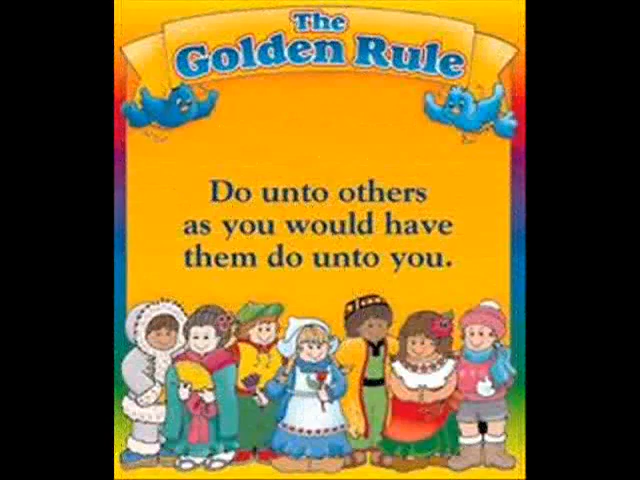 The
Golden Rule
Do unto others
as you would have
them do unto you.